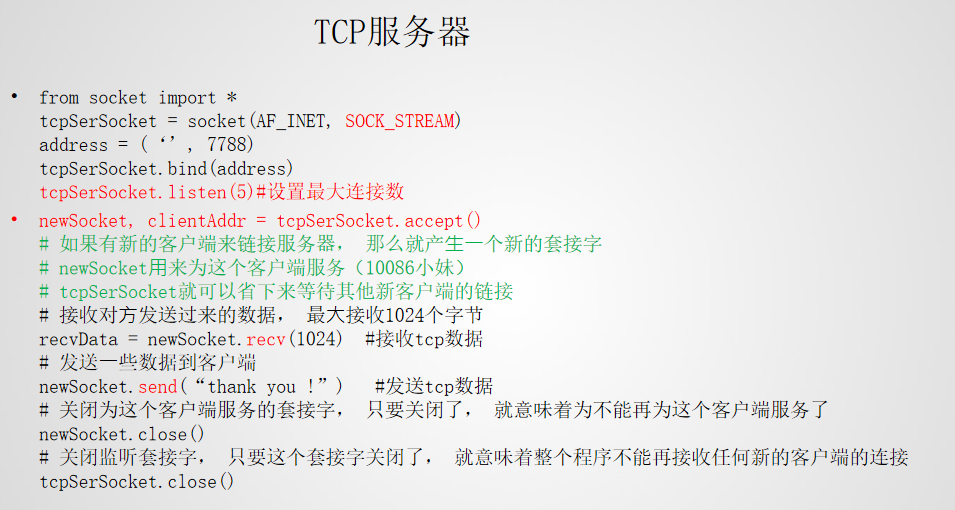 TCP服务器
• from socket import *
tcpSerSocket = socket(AF_INET, SOCK_STREAM)
address = (‘’, 7788)
tcpSerSocket.bind(address)
tcpSerSocket.listen(5)#设置最大连接数
• newSocket, clientAddr = tcpSerSocket.accept()
# 如果有新的客户端来链接服务器， 那么就产生一个新的套接字
# newSocket用来为这个客户端服务（10086小妹）
# tcpSerSocket就可以省下来等待其他新客户端的链接
# 接收对方发送过来的数据， 最大接收1024个字节
recvData = newSocket.recv(1024)  #接收tcp数据
# 发送一些数据到客户端
newSocket.send(“thank you !”)   #发送tcp数据
# 关闭为这个客户端服务的套接字， 只要关闭了， 就意味着为不能再为这个客户端服务了
newSocket.close()
# 关闭监听套接字， 只要这个套接字关闭了， 就意味着整个程序不能再接收任何新的客户端的连接
tcpSerSocket.close()